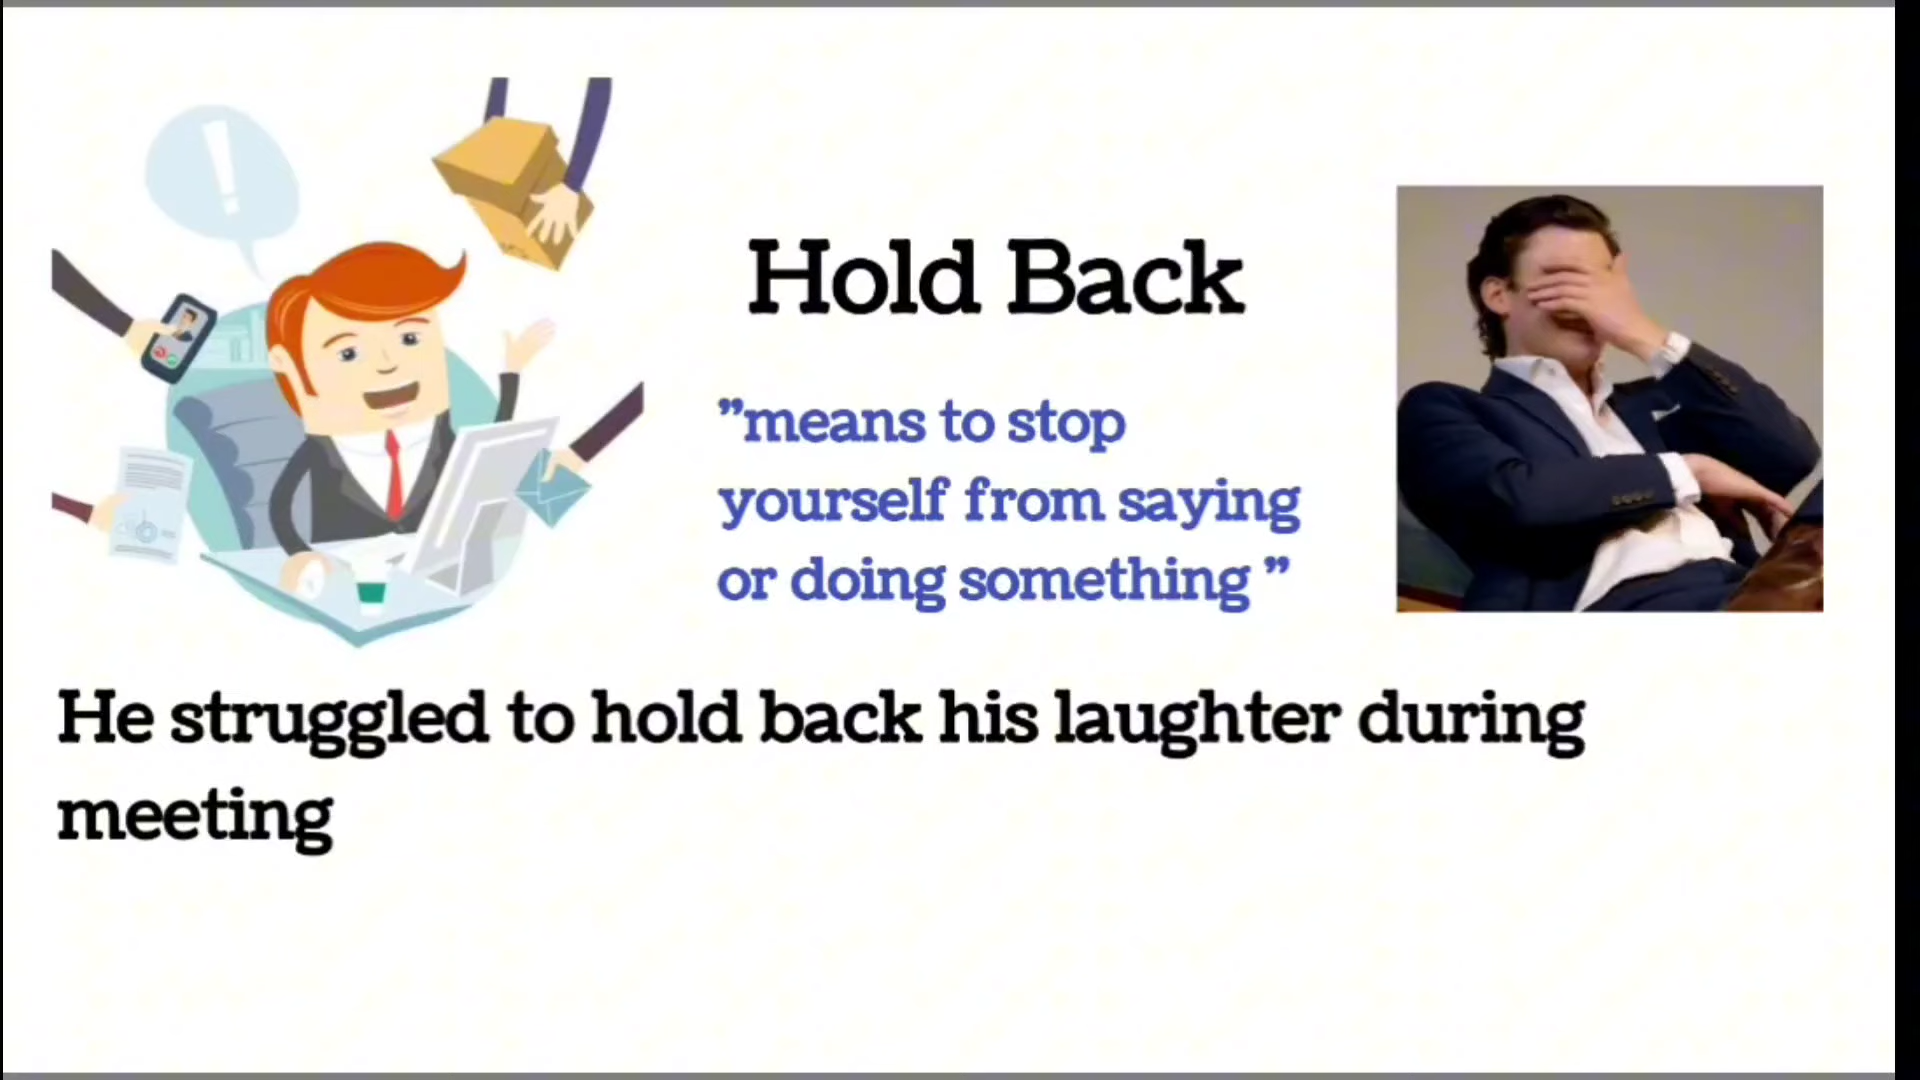 Hold Back
”means to stop
yourself from saying
or doing something ”
He struggled to hold back his laughter during
meeting